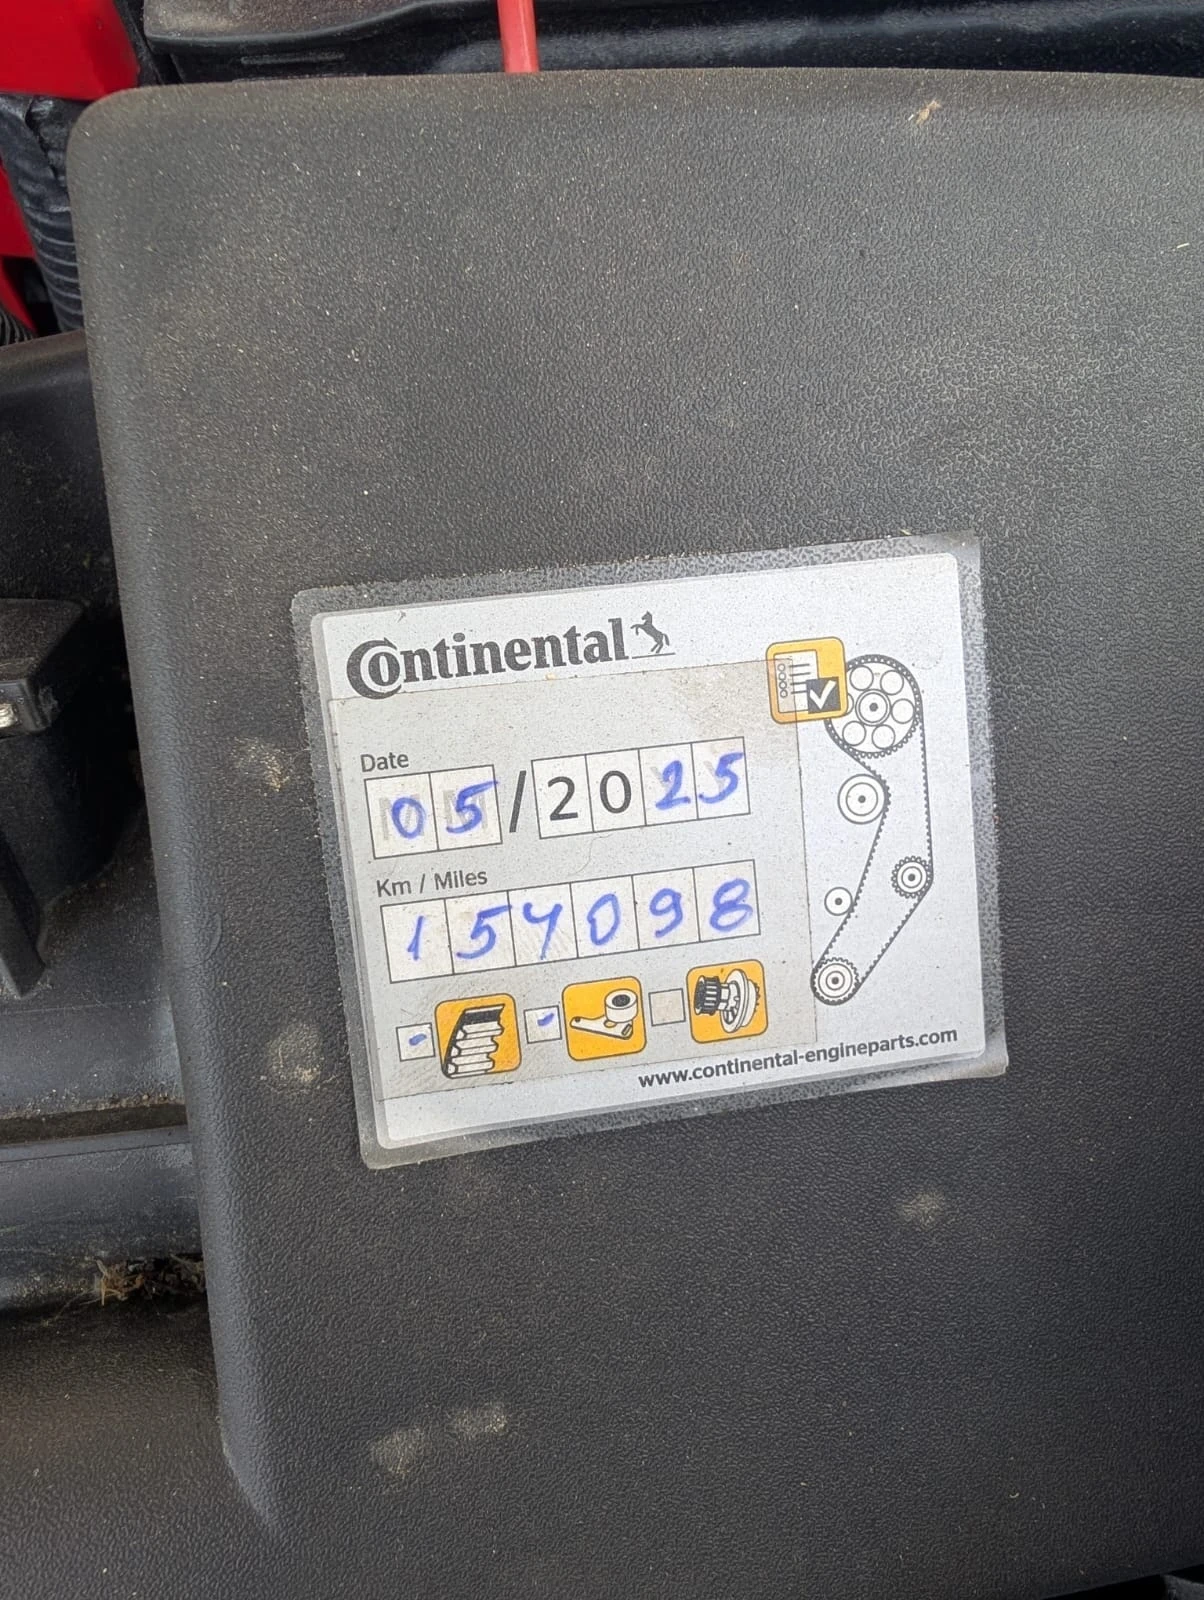 Continental
Date
05/2025
Km / Miles
154098
www.continental-engineparts.com